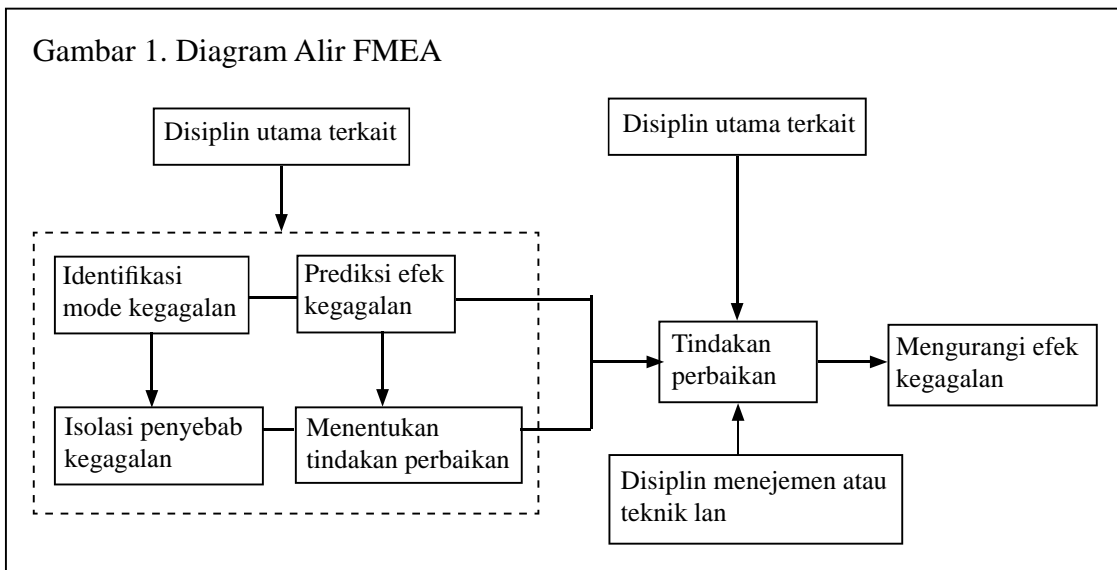 Gambar 1. Diagram Alir FMEA
Disiplin utama terkait
Disiplin utama terkait
Identifikasi
mode kegagalan
Prediksi efek
kegagalan
Isolasi penyebab
kegagalan
Menentukan
tindakan perbaikan
Tindakan
perbaikan
Mengurangi efek
kegagalan
Disiplin menejemen atau
teknik lan